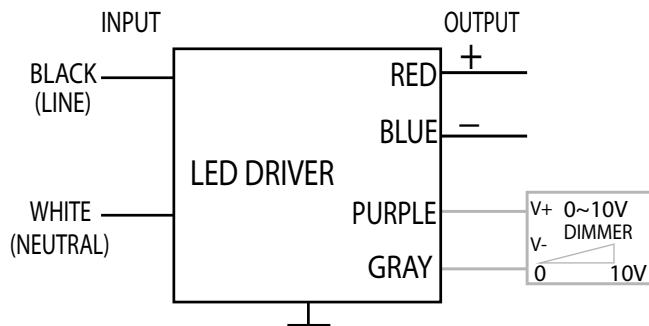 INPUT
OUTPUT
BLACK
(LINE)
RED
+
BLUE
−
LED DRIVER
WHITE
(NEUTRAL)
PURPLE
GRAY
V+ 0~10V
DIMMER
V-
0 10V